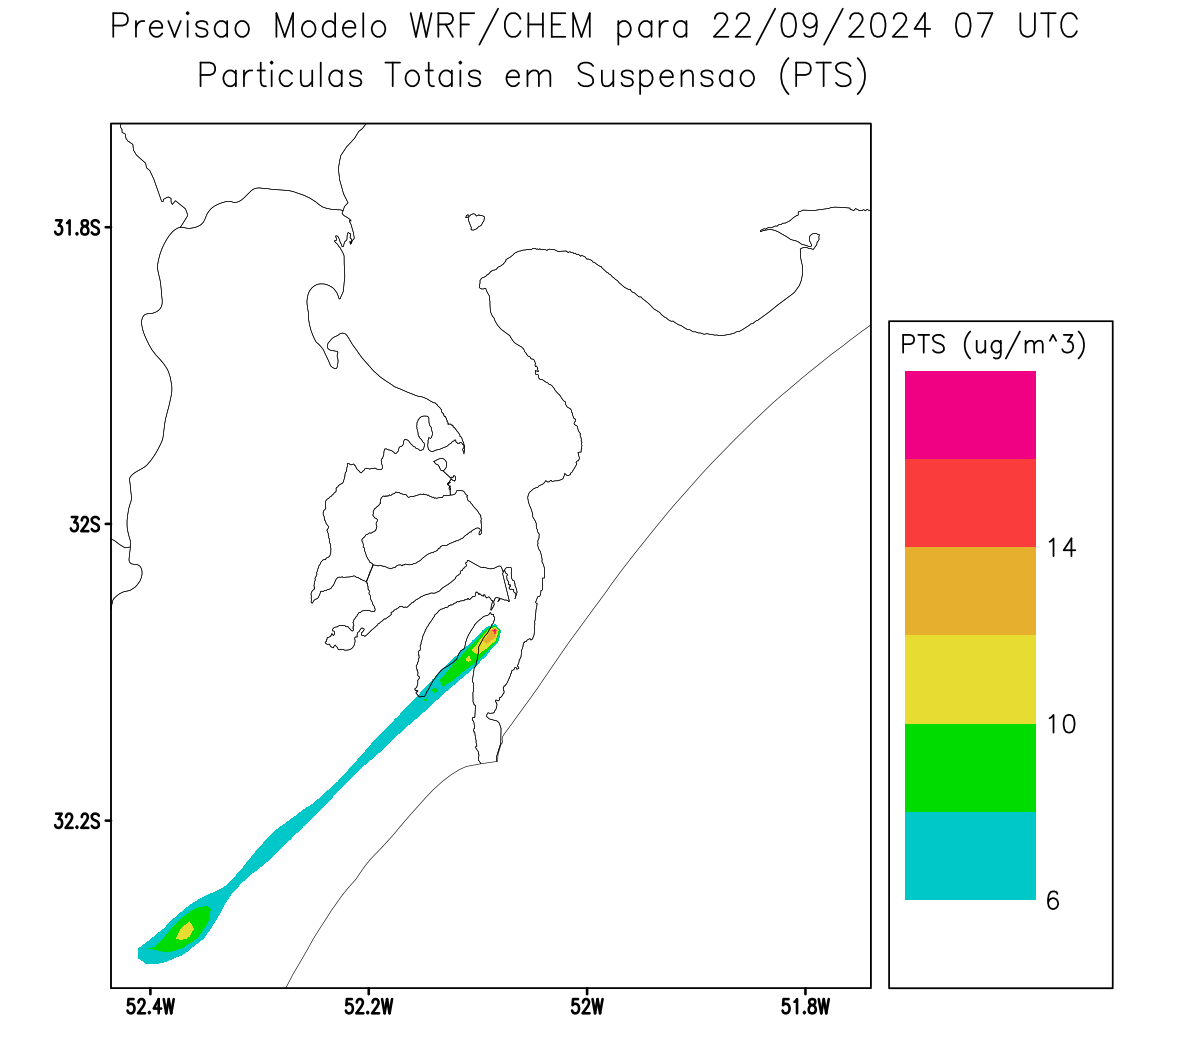 Previsao Modelo WRF/CHEM para 22/09/2024 07 UTC
Particulas Totais em Suspensao (PTS)
31.8S
32S
32.2S
52.4W
52.2W
52W
51.8W
PTS (ug/m^3)
14
10
6